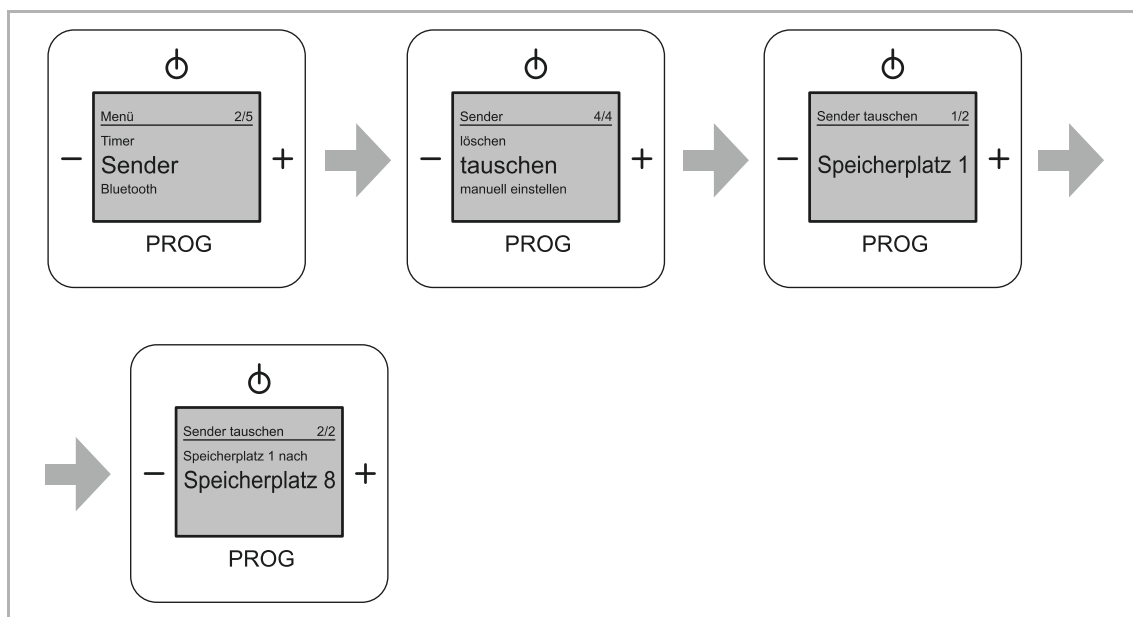 Menü 2/5
Timer
− Sender +
Bluetooth
PROG
Sender 4/4
löschen
− tauschen +
manuell einstellen
PROG
Sender tauschen 1/2
− Speicherplatz 1 +
PROG
Sender tauschen 2/2
Speicherplatz 1 nach
− Speicherplatz 8 +
PROG